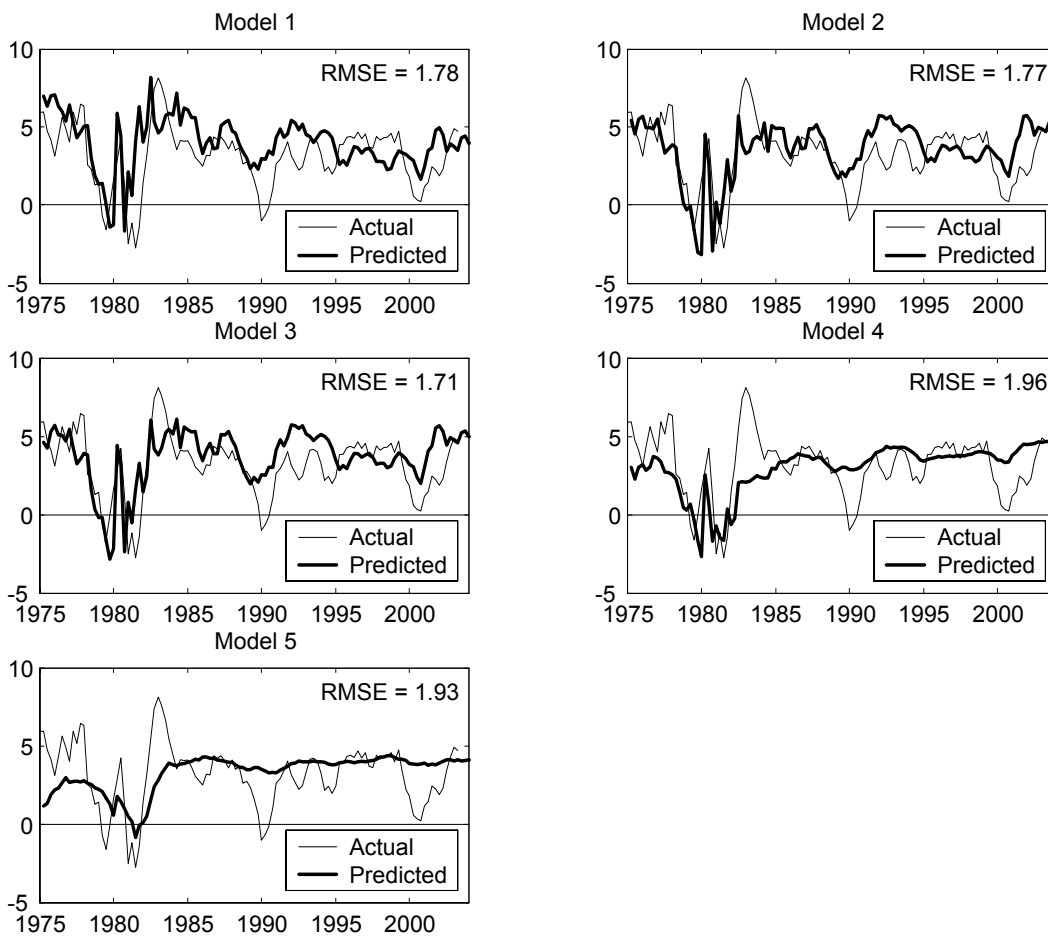 Model 1
10
5
0
-5
RMSE = 1.78
Actual
Predicted
1975 1980 1985 1990 1995 2000
Model 2
10
5
0
-5
RMSE = 1.77
Actual
Predicted
1975 1980 1985 1990 1995 2000
Model 3
10
5
0
-5
RMSE = 1.71
Actual
Predicted
1975 1980 1985 1990 1995 2000
Model 4
10
5
0
-5
RMSE = 1.96
Actual
Predicted
1975 1980 1985 1990 1995 2000
Model 5
10
5
0
-5
RMSE = 1.93
Actual
Predicted
1975 1980 1985 1990 1995 2000